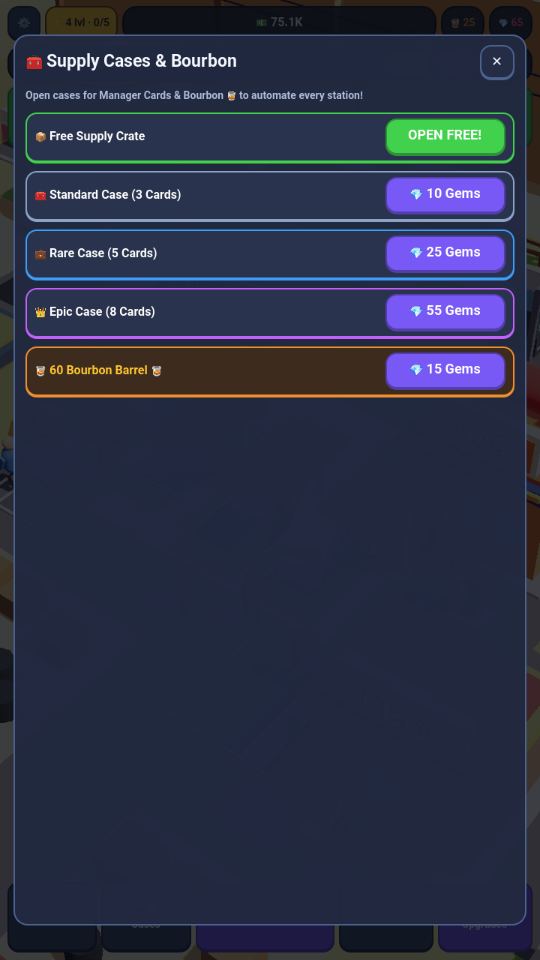 4 lvl · 0/5
75.1K
25
65
Supply Cases & Bourbon
×
Open cases for Manager Cards & Bourbon to automate every station!
Free Supply Crate
OPEN FREE!
Standard Case (3 Cards)
10 Gems
Rare Case (5 Cards)
25 Gems
Epic Case (8 Cards)
55 Gems
60 Bourbon Barrel
15 Gems
Cases
Upgrades